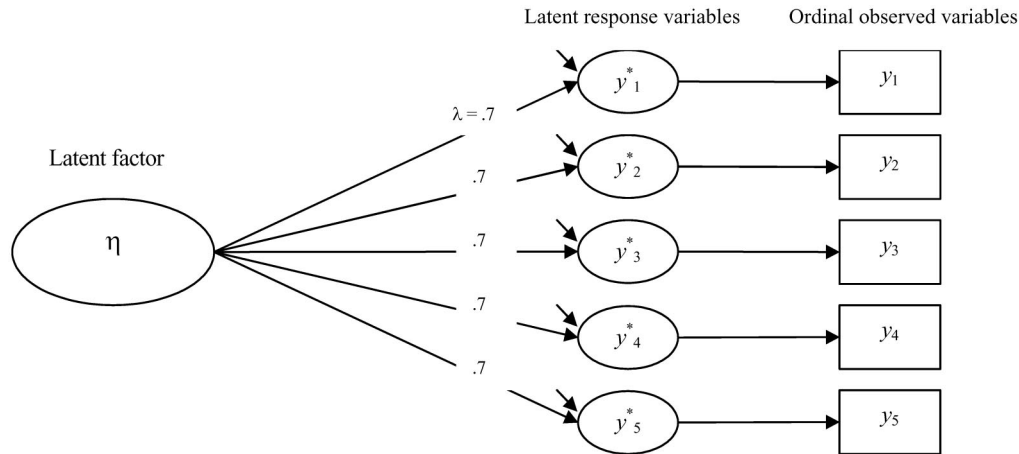 Latent response variables
Ordinal observed variables
y*1
y1
λ = .7
y*2
y2
Latent factor
.7
η
.7
y*3
y3
.7
y*4
y4
.7
y*5
y5